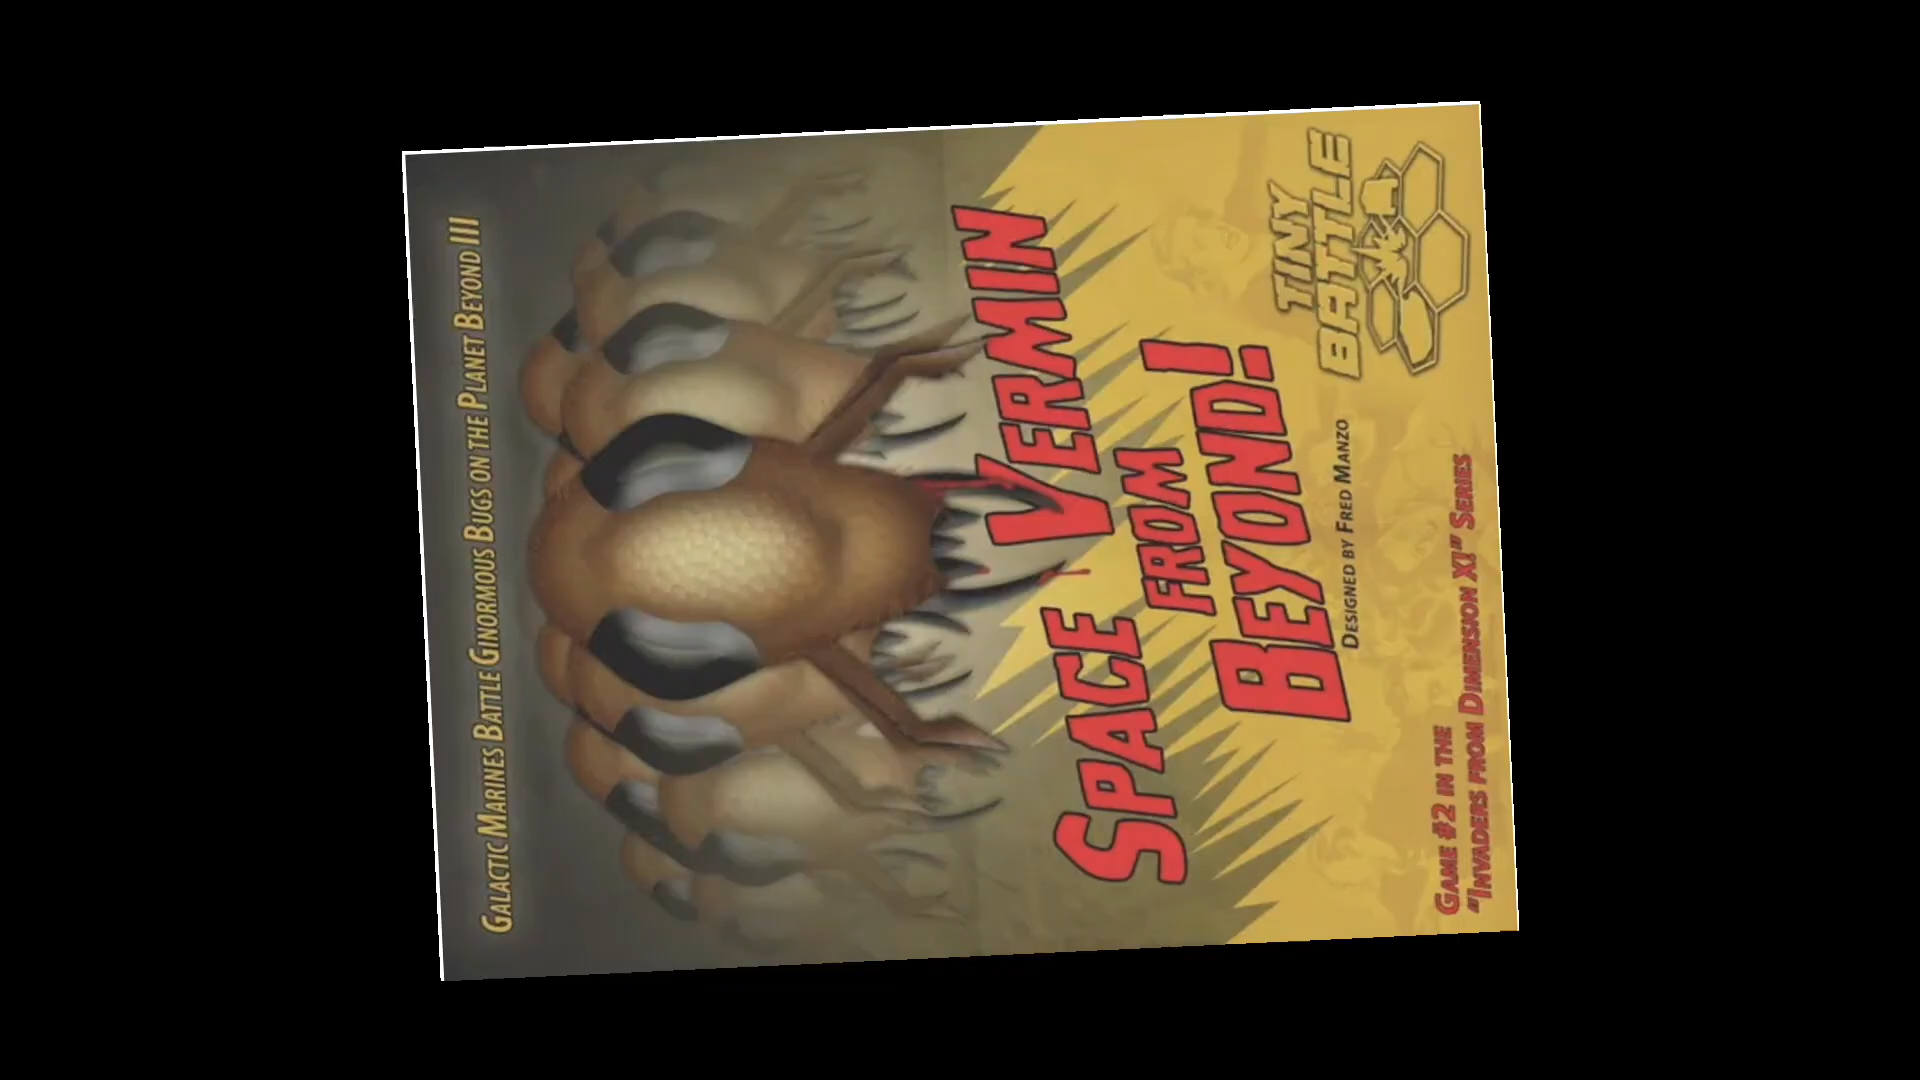 Galactic Marines Battle Ginormous Bugs on the Planet Beyond III
Space Vermin
from
Beyond!
Designed by Fred Manzo
Tiny
Battle
Game #2 in the
"Invaders from Dimension X!" Series